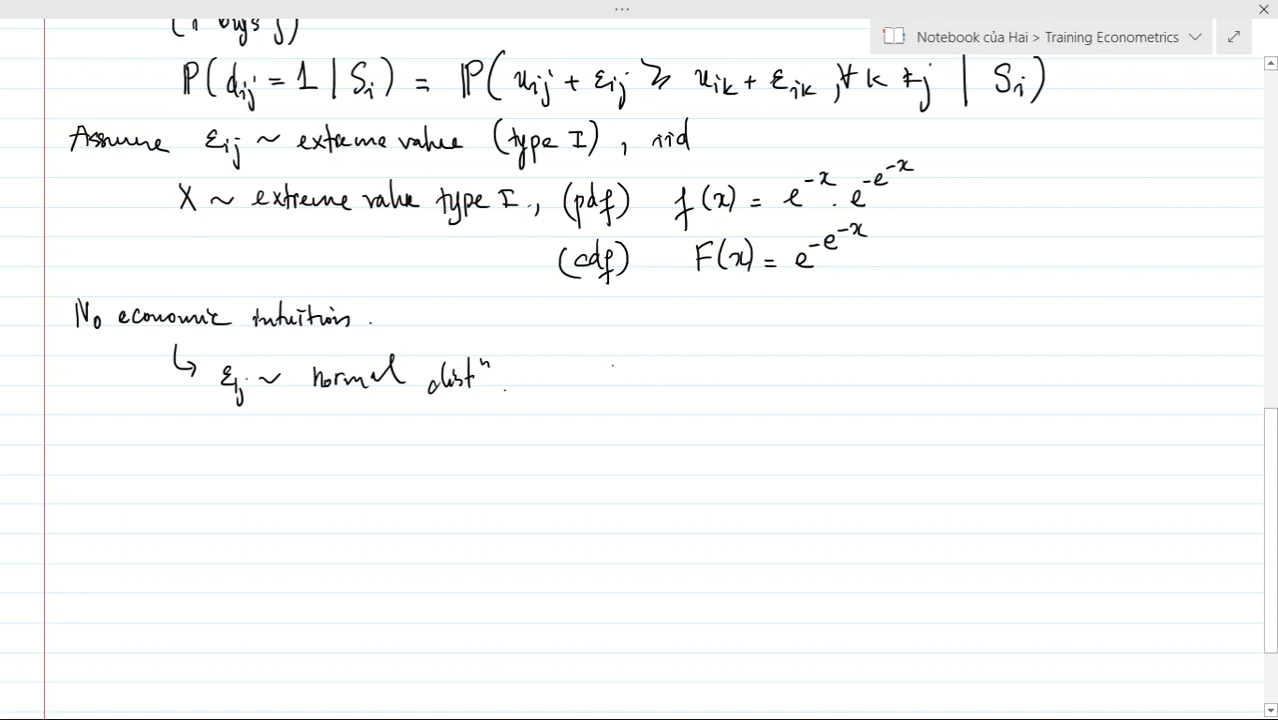 Notebook của Hai > Training Econometrics
(i buys j)
ℙ(dᵢⱼ = 1 | Sᵢ) = ℙ(uᵢⱼ + εᵢⱼ ⩾ uᵢₖ + εᵢₖ, ∀ k ≠ j | Sᵢ)
Assume εᵢⱼ ~ extreme value (type I), iid
X ~ extreme value type I., (pdf) f(x) = e^{-x} . e^{-e^{-x}}
(cdf) F(x) = e^{-e^{-x}}
No economic intuition.
↳ εᵢⱼ ~ normal distⁿ.